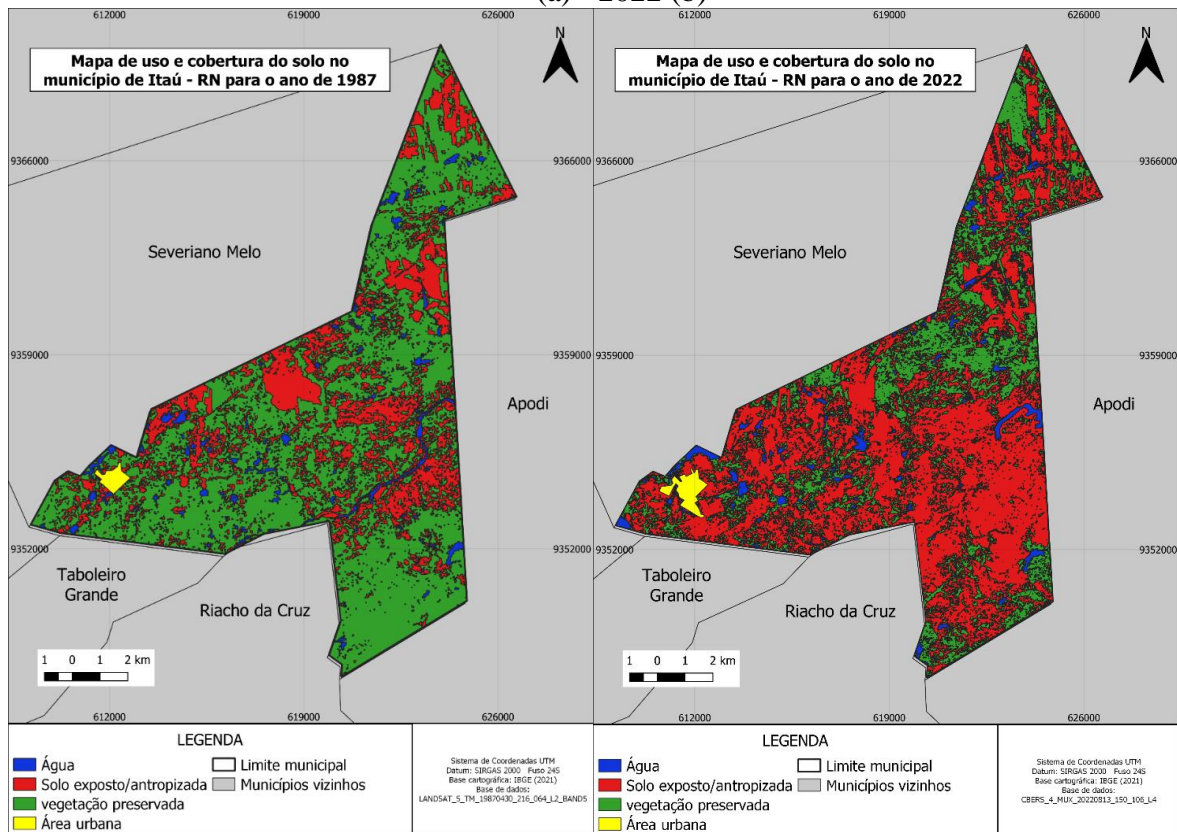 (a) 2022 (b)
612000
619000
626000
Mapa de uso e cobertura do solo no
município de Itaú - RN para o ano de 1987
N
9366000
Severiano Melo
9359000
Apodi
9352000
Taboleiro
Grande
Riacho da Cruz
1 0 1 2 km
612000
619000
626000
LEGENDA
Água
Solo exposto/antropizada
vegetação preservada
Área urbana
Limite municipal
Municípios vizinhos
Sistema de Coordenadas UTM
Datum: SIRGAS 2000 Fuso 24S
Base cartográfica: IBGE (2021)
Base de dados:
LANDSAT_5_TM_19870430_216_064_L2_BAND5
612000
619000
626000
Mapa de uso e cobertura do solo no
município de Itaú - RN para o ano de 2022
N
9366000
Severiano Melo
9359000
Apodi
9352000
Taboleiro
Grande
Riacho da Cruz
1 0 1 2 km
612000
619000
626000
LEGENDA
Água
Solo exposto/antropizada
vegetação preservada
Área urbana
Limite municipal
Municípios vizinhos
Sistema de Coordenadas UTM
Datum: SIRGAS 2000 Fuso 24S
Base cartográfica: IBGE (2021)
Base de dados:
CBERS_4_MUX_20220813_150_106_L4